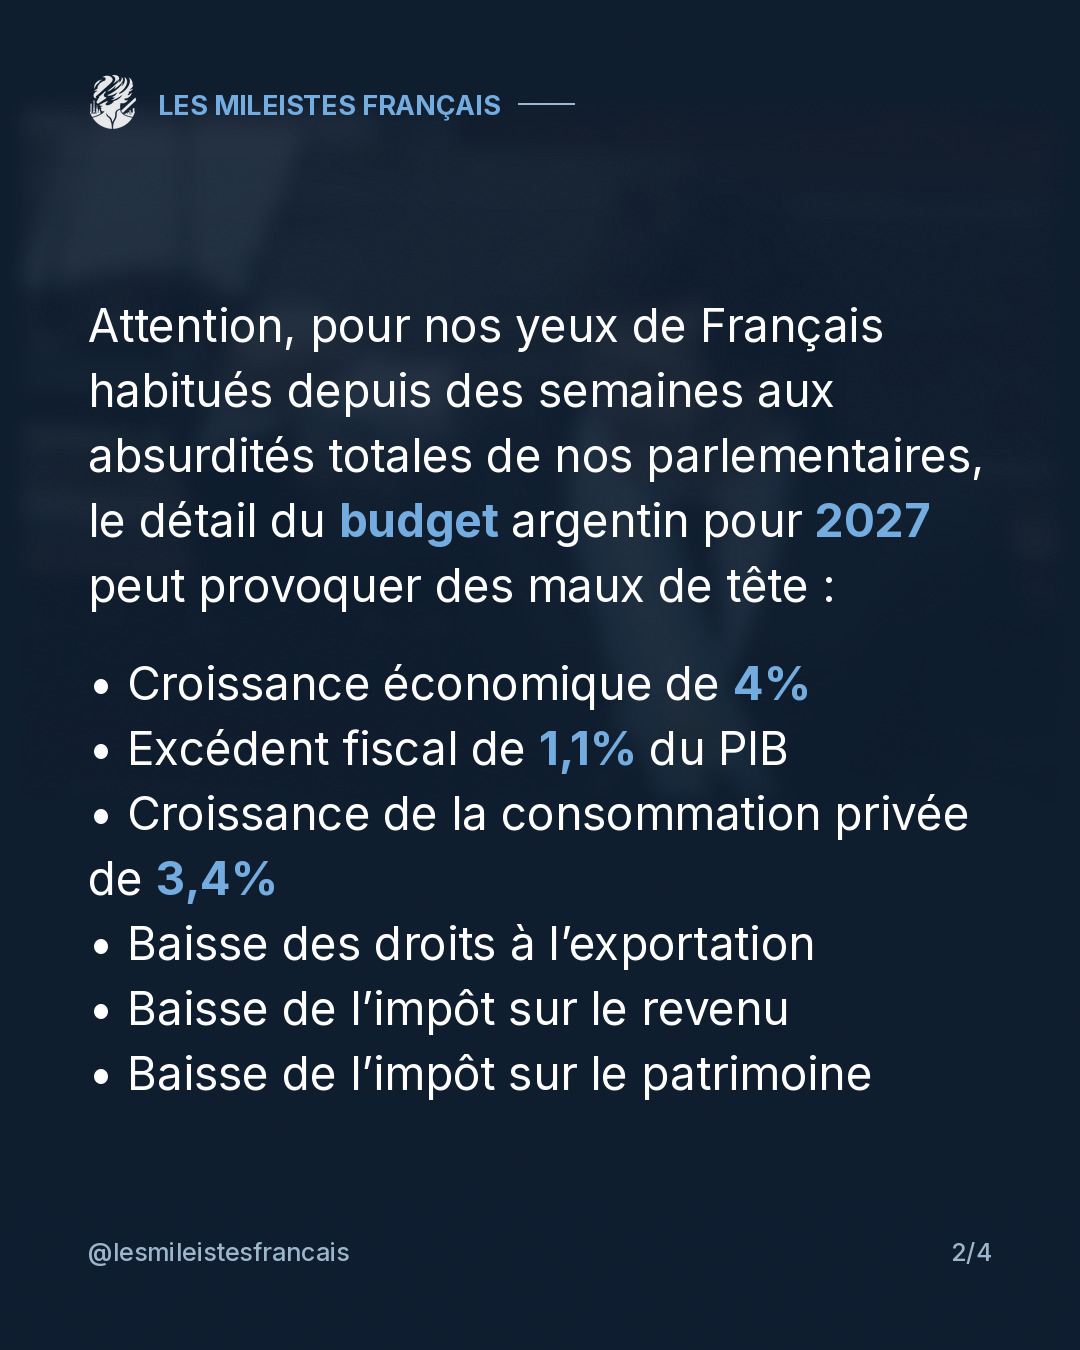 LES MILEISTES FRANÇAIS
Attention, pour nos yeux de Français
habitués depuis des semaines aux
absurdités totales de nos parlementaires,
le détail du budget argentin pour 2027
peut provoquer des maux de tête :
• Croissance économique de 4%
• Excédent fiscal de 1,1% du PIB
• Croissance de la consommation privée
de 3,4%
• Baisse des droits à l’exportation
• Baisse de l’impôt sur le revenu
• Baisse de l’impôt sur le patrimoine
@lesmileistesfrancais
2/4